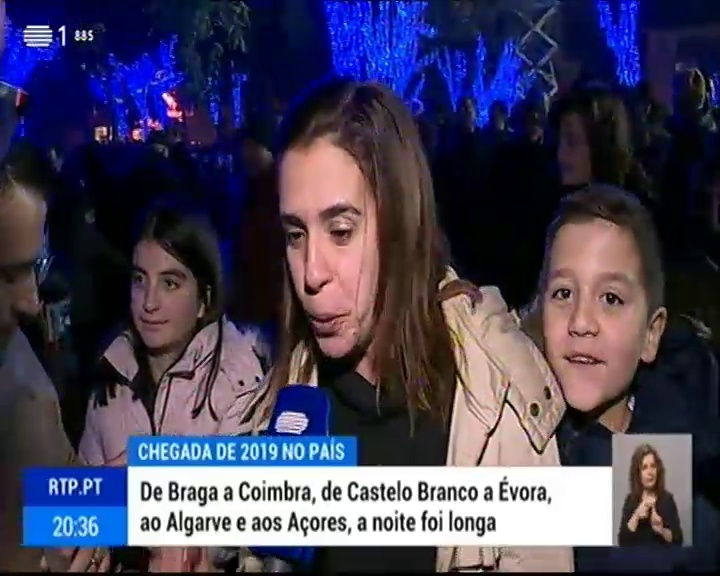 1 885
CHEGADA DE 2019 NO PAÍS
RTP.PT
De Braga a Coimbra, de Castelo Branco a Évora,
20:36
ao Algarve e aos Açores, a noite foi longa